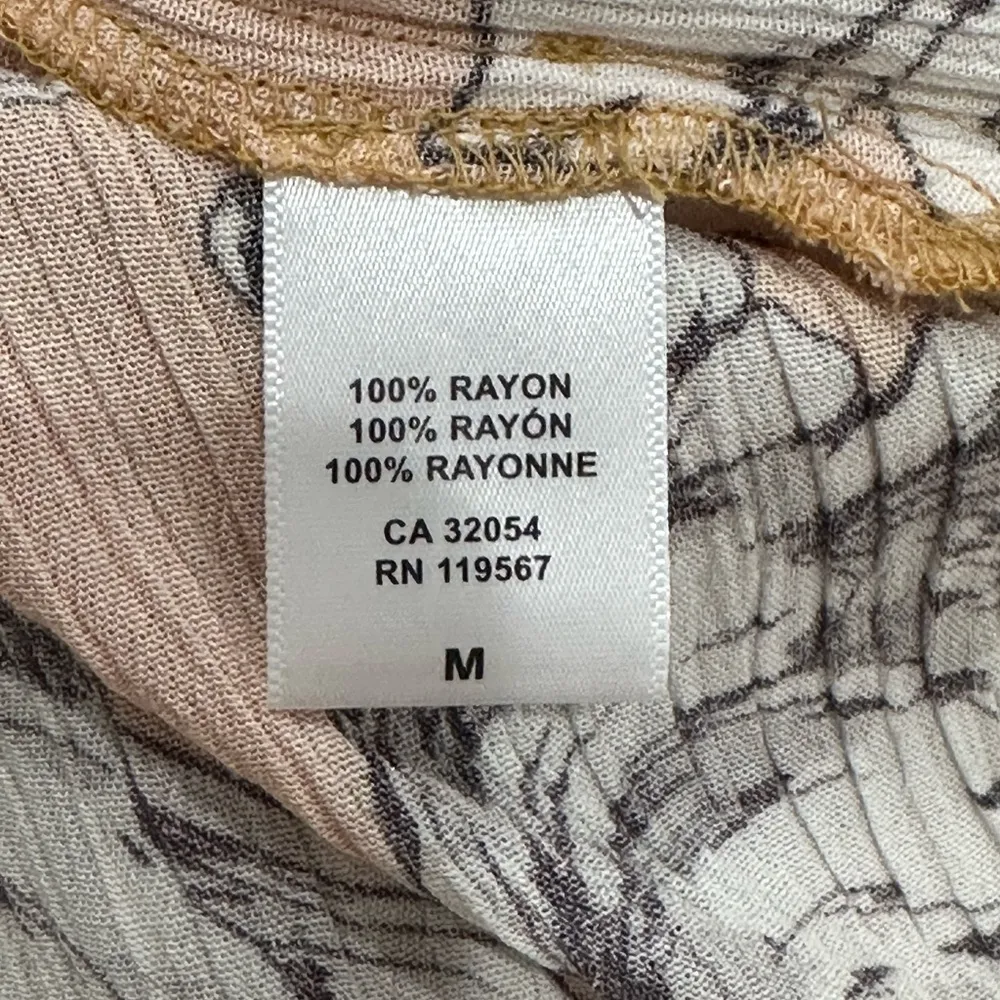 100% RAYON
100% RAYÓN
100% RAYONNE
CA 32054
RN 119567
M